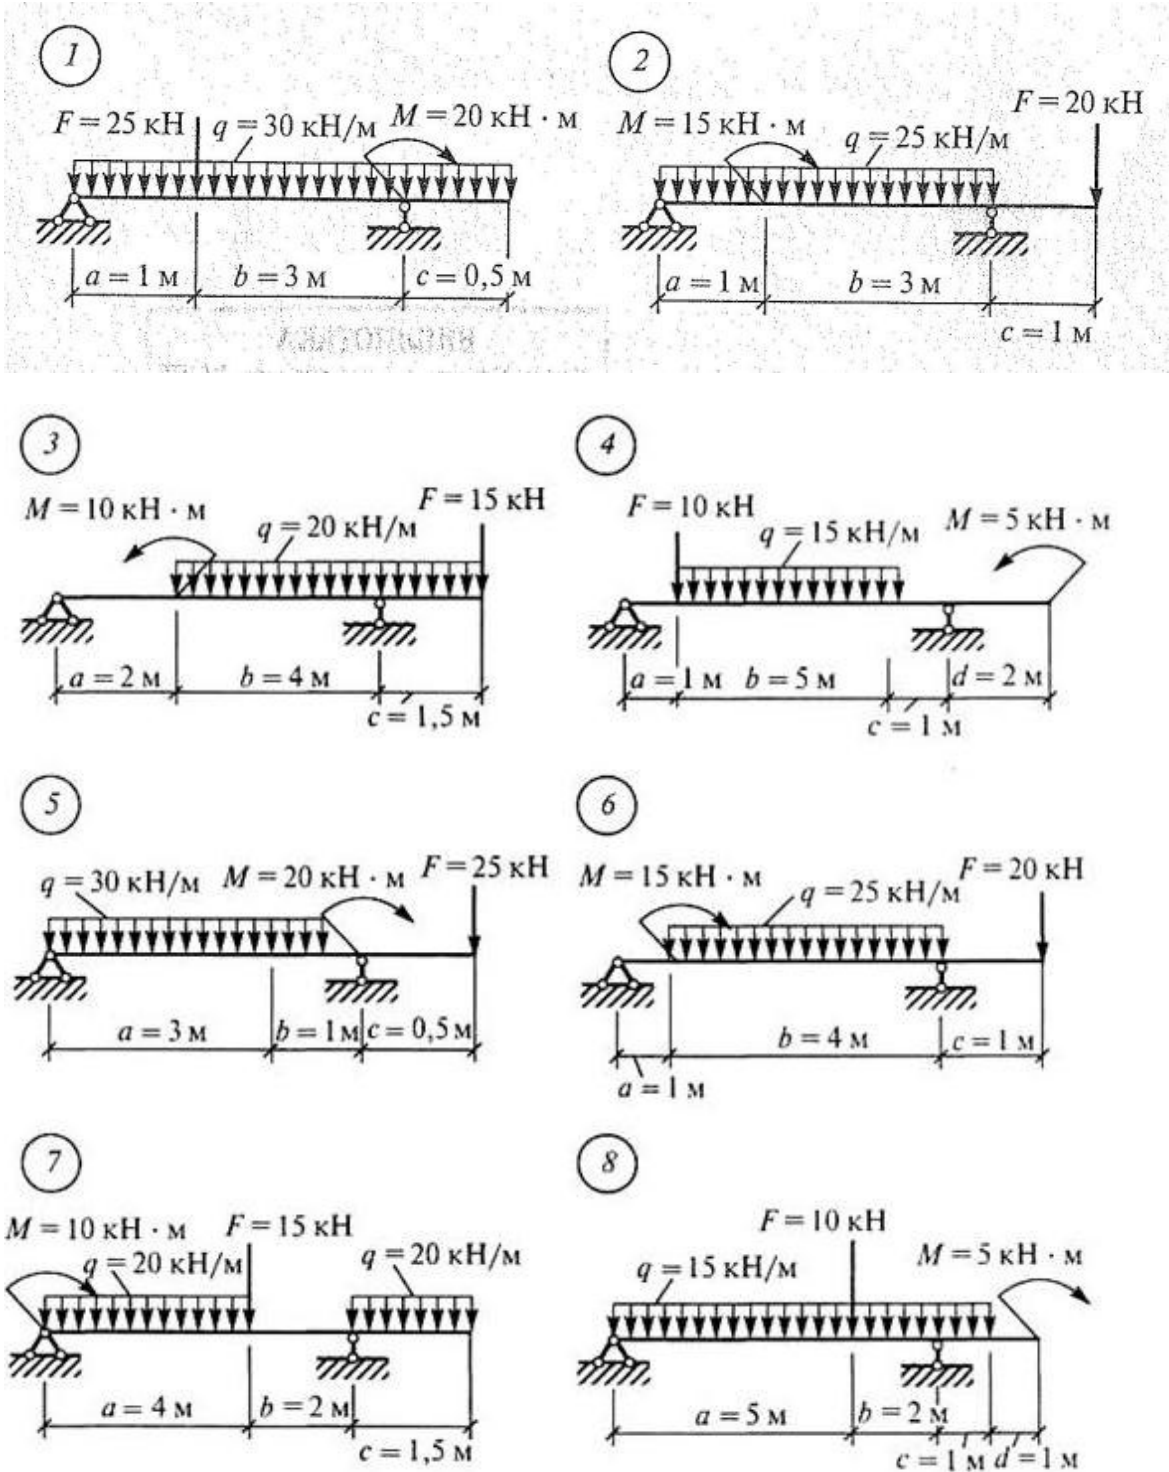 1
F = 25 кН
q = 30 кН/м
M = 20 кН · м
a = 1 м
b = 3 м
c = 0,5 м
2
M = 15 кН · м
q = 25 кН/м
F = 20 кН
a = 1 м
b = 3 м
c = 1 м
3
M = 10 кН · м
q = 20 кН/м
F = 15 кН
a = 2 м
b = 4 м
c = 1,5 м
4
F = 10 кН
q = 15 кН/м
M = 5 кН · м
a = 1 м
b = 5 м
d = 2 м
c = 1 м
5
q = 30 кН/м
M = 20 кН · м
F = 25 кН
a = 3 м
b = 1 м
c = 0,5 м
6
M = 15 кН · м
q = 25 кН/м
F = 20 кН
b = 4 м
c = 1 м
a = 1 м
7
M = 10 кН · м
F = 15 кН
q = 20 кН/м
q = 20 кН/м
a = 4 м
b = 2 м
c = 1,5 м
8
F = 10 кН
q = 15 кН/м
M = 5 кН · м
a = 5 м
b = 2 м
c = 1 м
d = 1 м